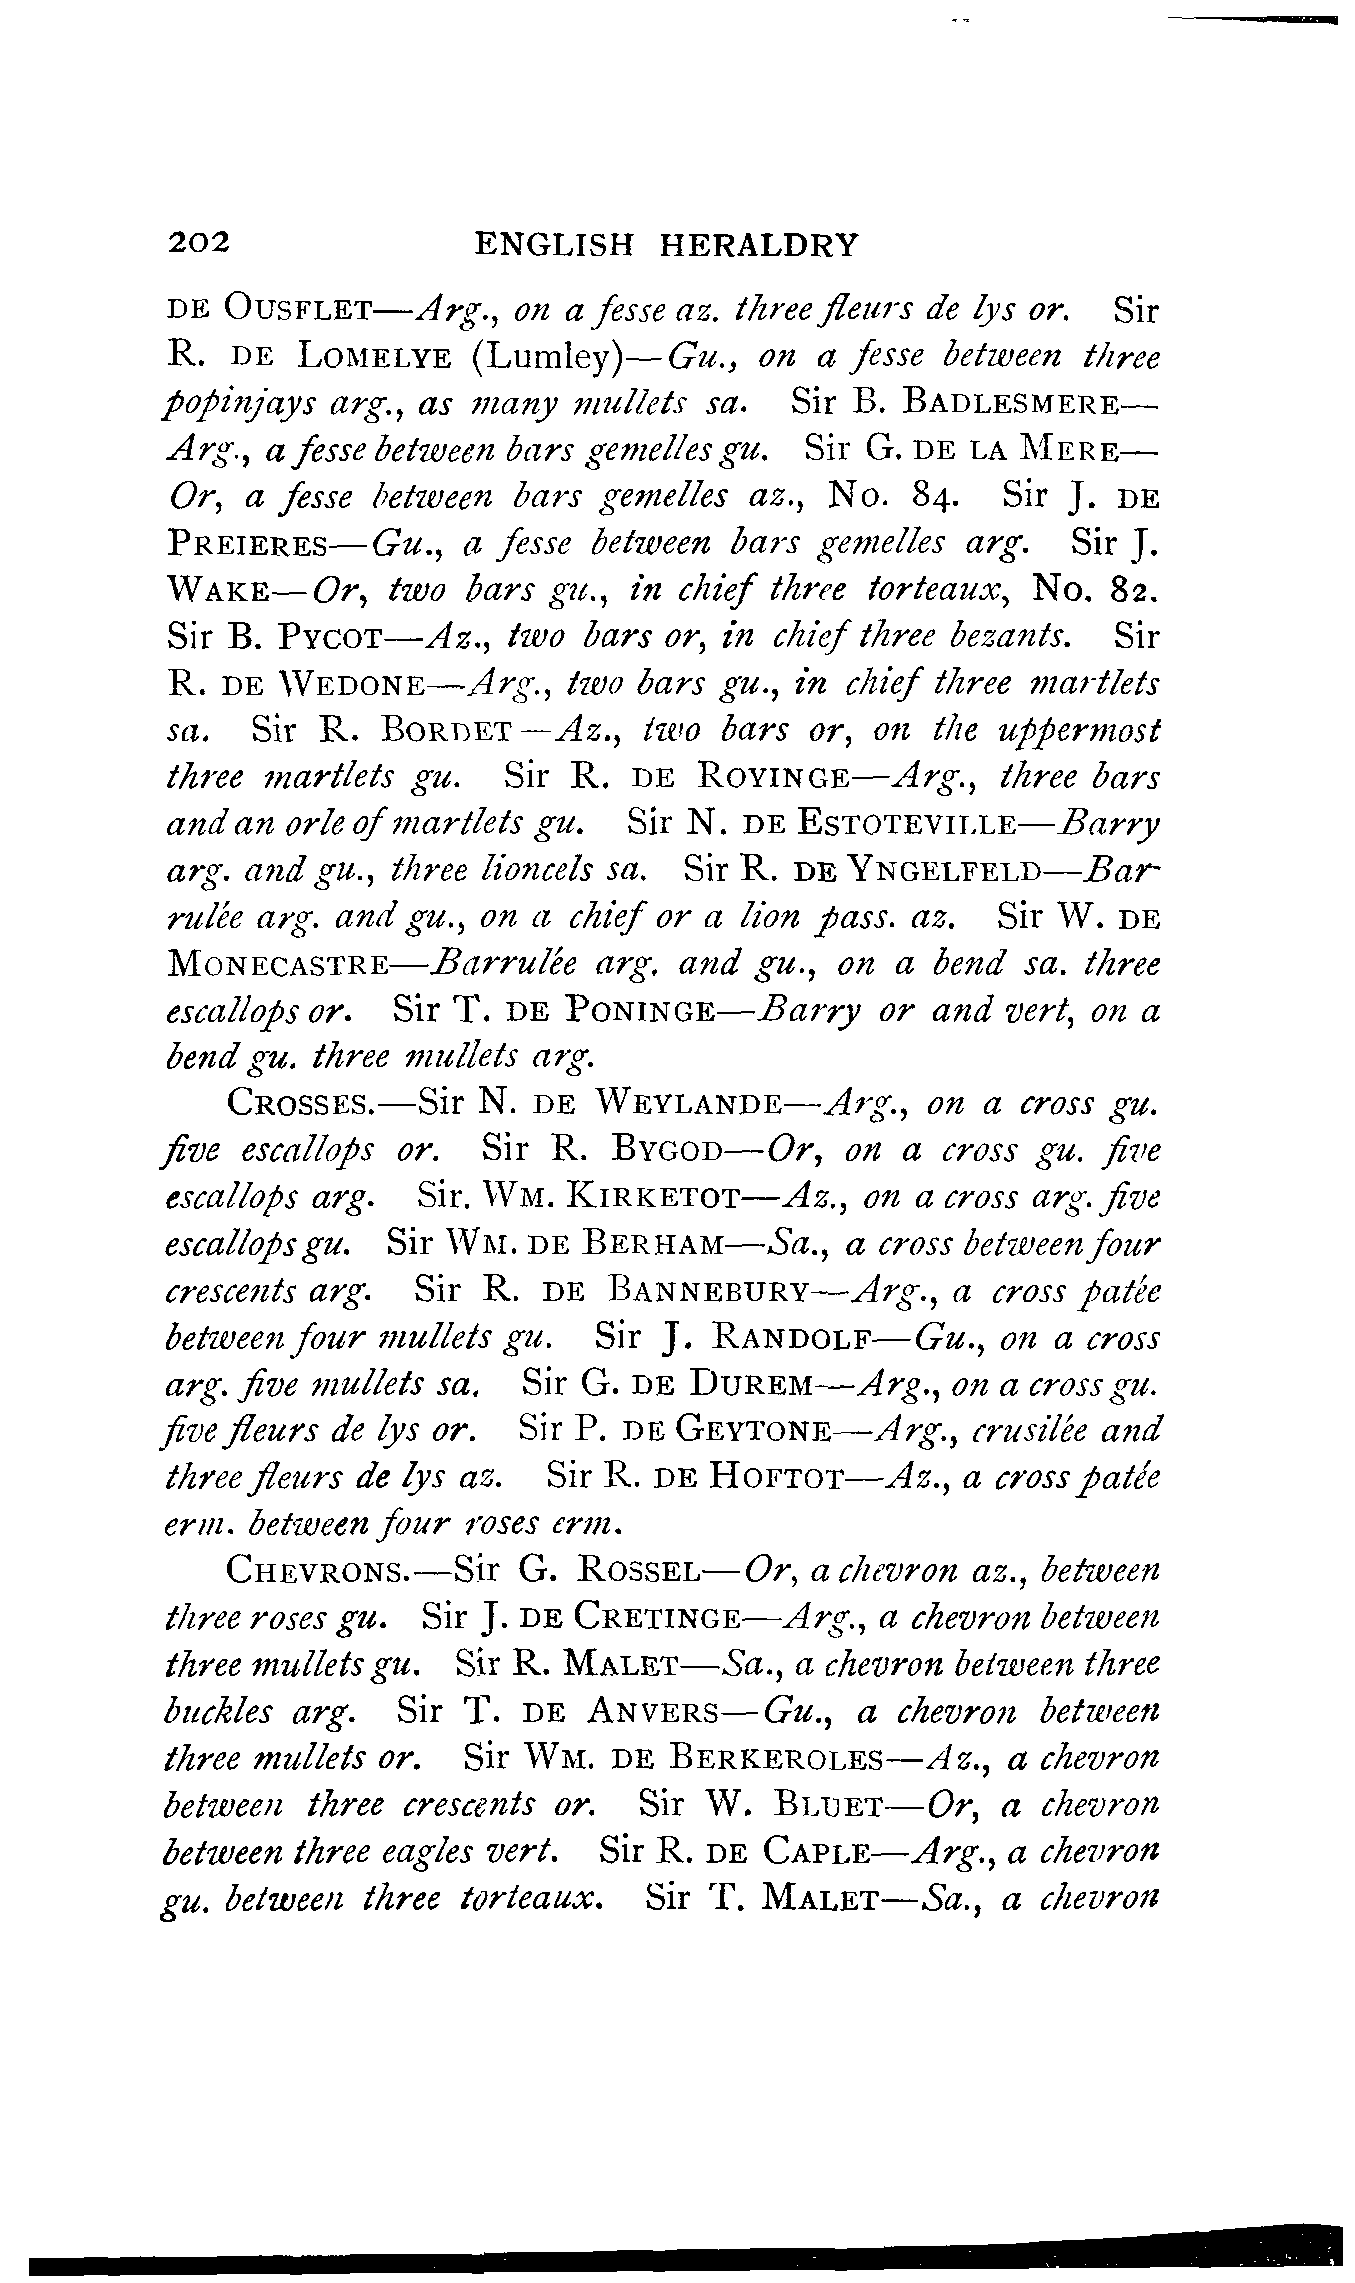 202 ENGLISH HERALDRY
DE OUSFLET—Arg., on a fesse az. three fleurs de lys or. Sir
R. DE LOMELYE (Lumley)—Gu., on a fesse between three
popinjays arg., as many mullets sa. Sir B. BADLESMERE—
Arg., a fesse between bars gemelles gu. Sir G. DE LA MERE—
Or, a fesse between bars gemelles az., No. 84. Sir J. DE
PREIERES—Gu., a fesse between bars gemelles arg. Sir J.
WAKE—Or, two bars gu., in chief three torteaux, No. 82.
Sir B. PYCOT—Az., two bars or, in chief three bezants. Sir
R. DE WEDONE—Arg., two bars gu., in chief three martlets
sa. Sir R. BORDET—Az., two bars or, on the uppermost
three martlets gu. Sir R. DE ROYINGE—Arg., three bars
and an orle of martlets gu. Sir N. DE ESTOTEVILLE—Barry
arg. and gu., three lioncels sa. Sir R. DE YNGELFELD—Bar-
rulée arg. and gu., on a chief or a lion pass. az. Sir W. DE
MONECASTRE—Barrulée arg. and gu., on a bend sa. three
escallops or. Sir T. DE PONINGE—Barry or and vert, on a
bend gu. three mullets arg.
CROSSES.—Sir N. DE WEYLANDE—Arg., on a cross gu.
five escallops or. Sir R. BYGOD—Or, on a cross gu. five
escallops arg. Sir. WM. KIRKETOT—Az., on a cross arg. five
escallops gu. Sir WM. DE BERHAM—Sa., a cross between four
crescents arg. Sir R. DE BANNEBURY—Arg., a cross patée
between four mullets gu. Sir J. RANDOLF—Gu., on a cross
arg. five mullets sa. Sir G. DE DUREM—Arg., on a cross gu.
five fleurs de lys or. Sir P. DE GEYTONE—Arg., crusilée and
three fleurs de lys az. Sir R. DE HOFTOT—Az., a cross patée
erm. between four roses erm.
CHEVRONS.—Sir G. ROSSEL—Or, a chevron az., between
three roses gu. Sir J. DE CRETINGE—Arg., a chevron between
three mullets gu. Sir R. MALET—Sa., a chevron between three
buckles arg. Sir T. DE ANVERS—Gu., a chevron between
three mullets or. Sir WM. DE BERKEROLES—Az., a chevron
between three crescents or. Sir W. BLUET—Or, a chevron
between three eagles vert. Sir R. DE CAPLE—Arg., a chevron
gu. between three torteaux. Sir T. MALET—Sa., a chevron